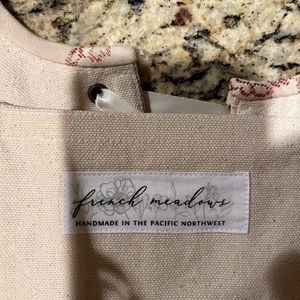 french meadows
HANDMADE IN THE PACIFIC NORTHWEST